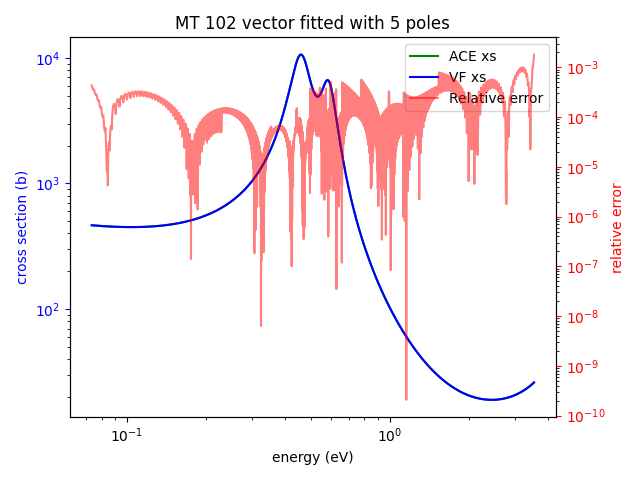 MT 102 vector fitted with 5 poles
ACE xs
VF xs
Relative error
cross section (b)
10^4
10^3
10^2
relative error
10^-3
10^-4
10^-5
10^-6
10^-7
10^-8
10^-9
10^-10
10^-1
10^0
energy (eV)